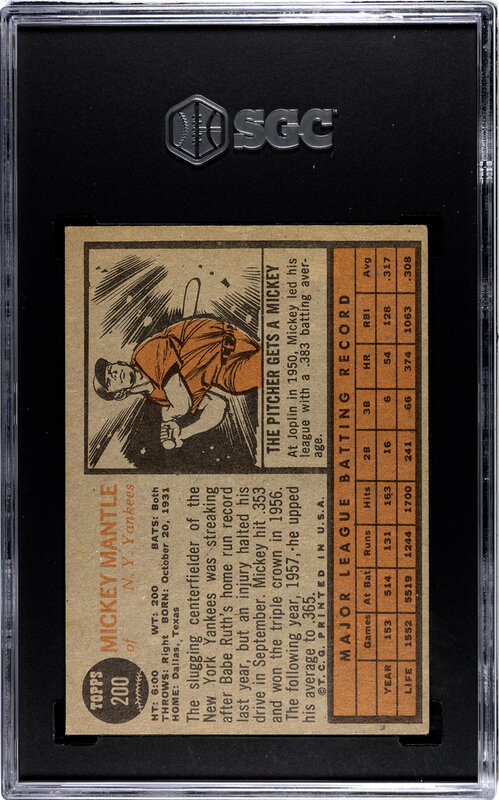 SGC
TOPPS
200
MICKEY MANTLE
of N. Y. Yankees
HT: 6:00 WT: 200 BATS: Both
THROWS: Right BORN: October 20, 1931
HOME: Dallas, Texas
The slugging centerfielder of the
New York Yankees was streaking
after Babe Ruth's home run record
last year, but an injury halted his
drive in September. Mickey hit .353
and won the triple crown in 1956.
The following year, 1957, he upped
his average to .365.
©T.C.G. PRINTED IN U.S.A.
THE PITCHER GETS A MICKEY
At Joplin in 1950, Mickey led his
league with a .383 batting aver-
age.
MAJOR LEAGUE BATTING RECORD
Games At Bat Runs Hits 2B 3B HR RBI Avg
YEAR 153 514 131 163 16 6 54 128 .317
LIFE 1552 5519 1244 1700 241 66 374 1063 .308